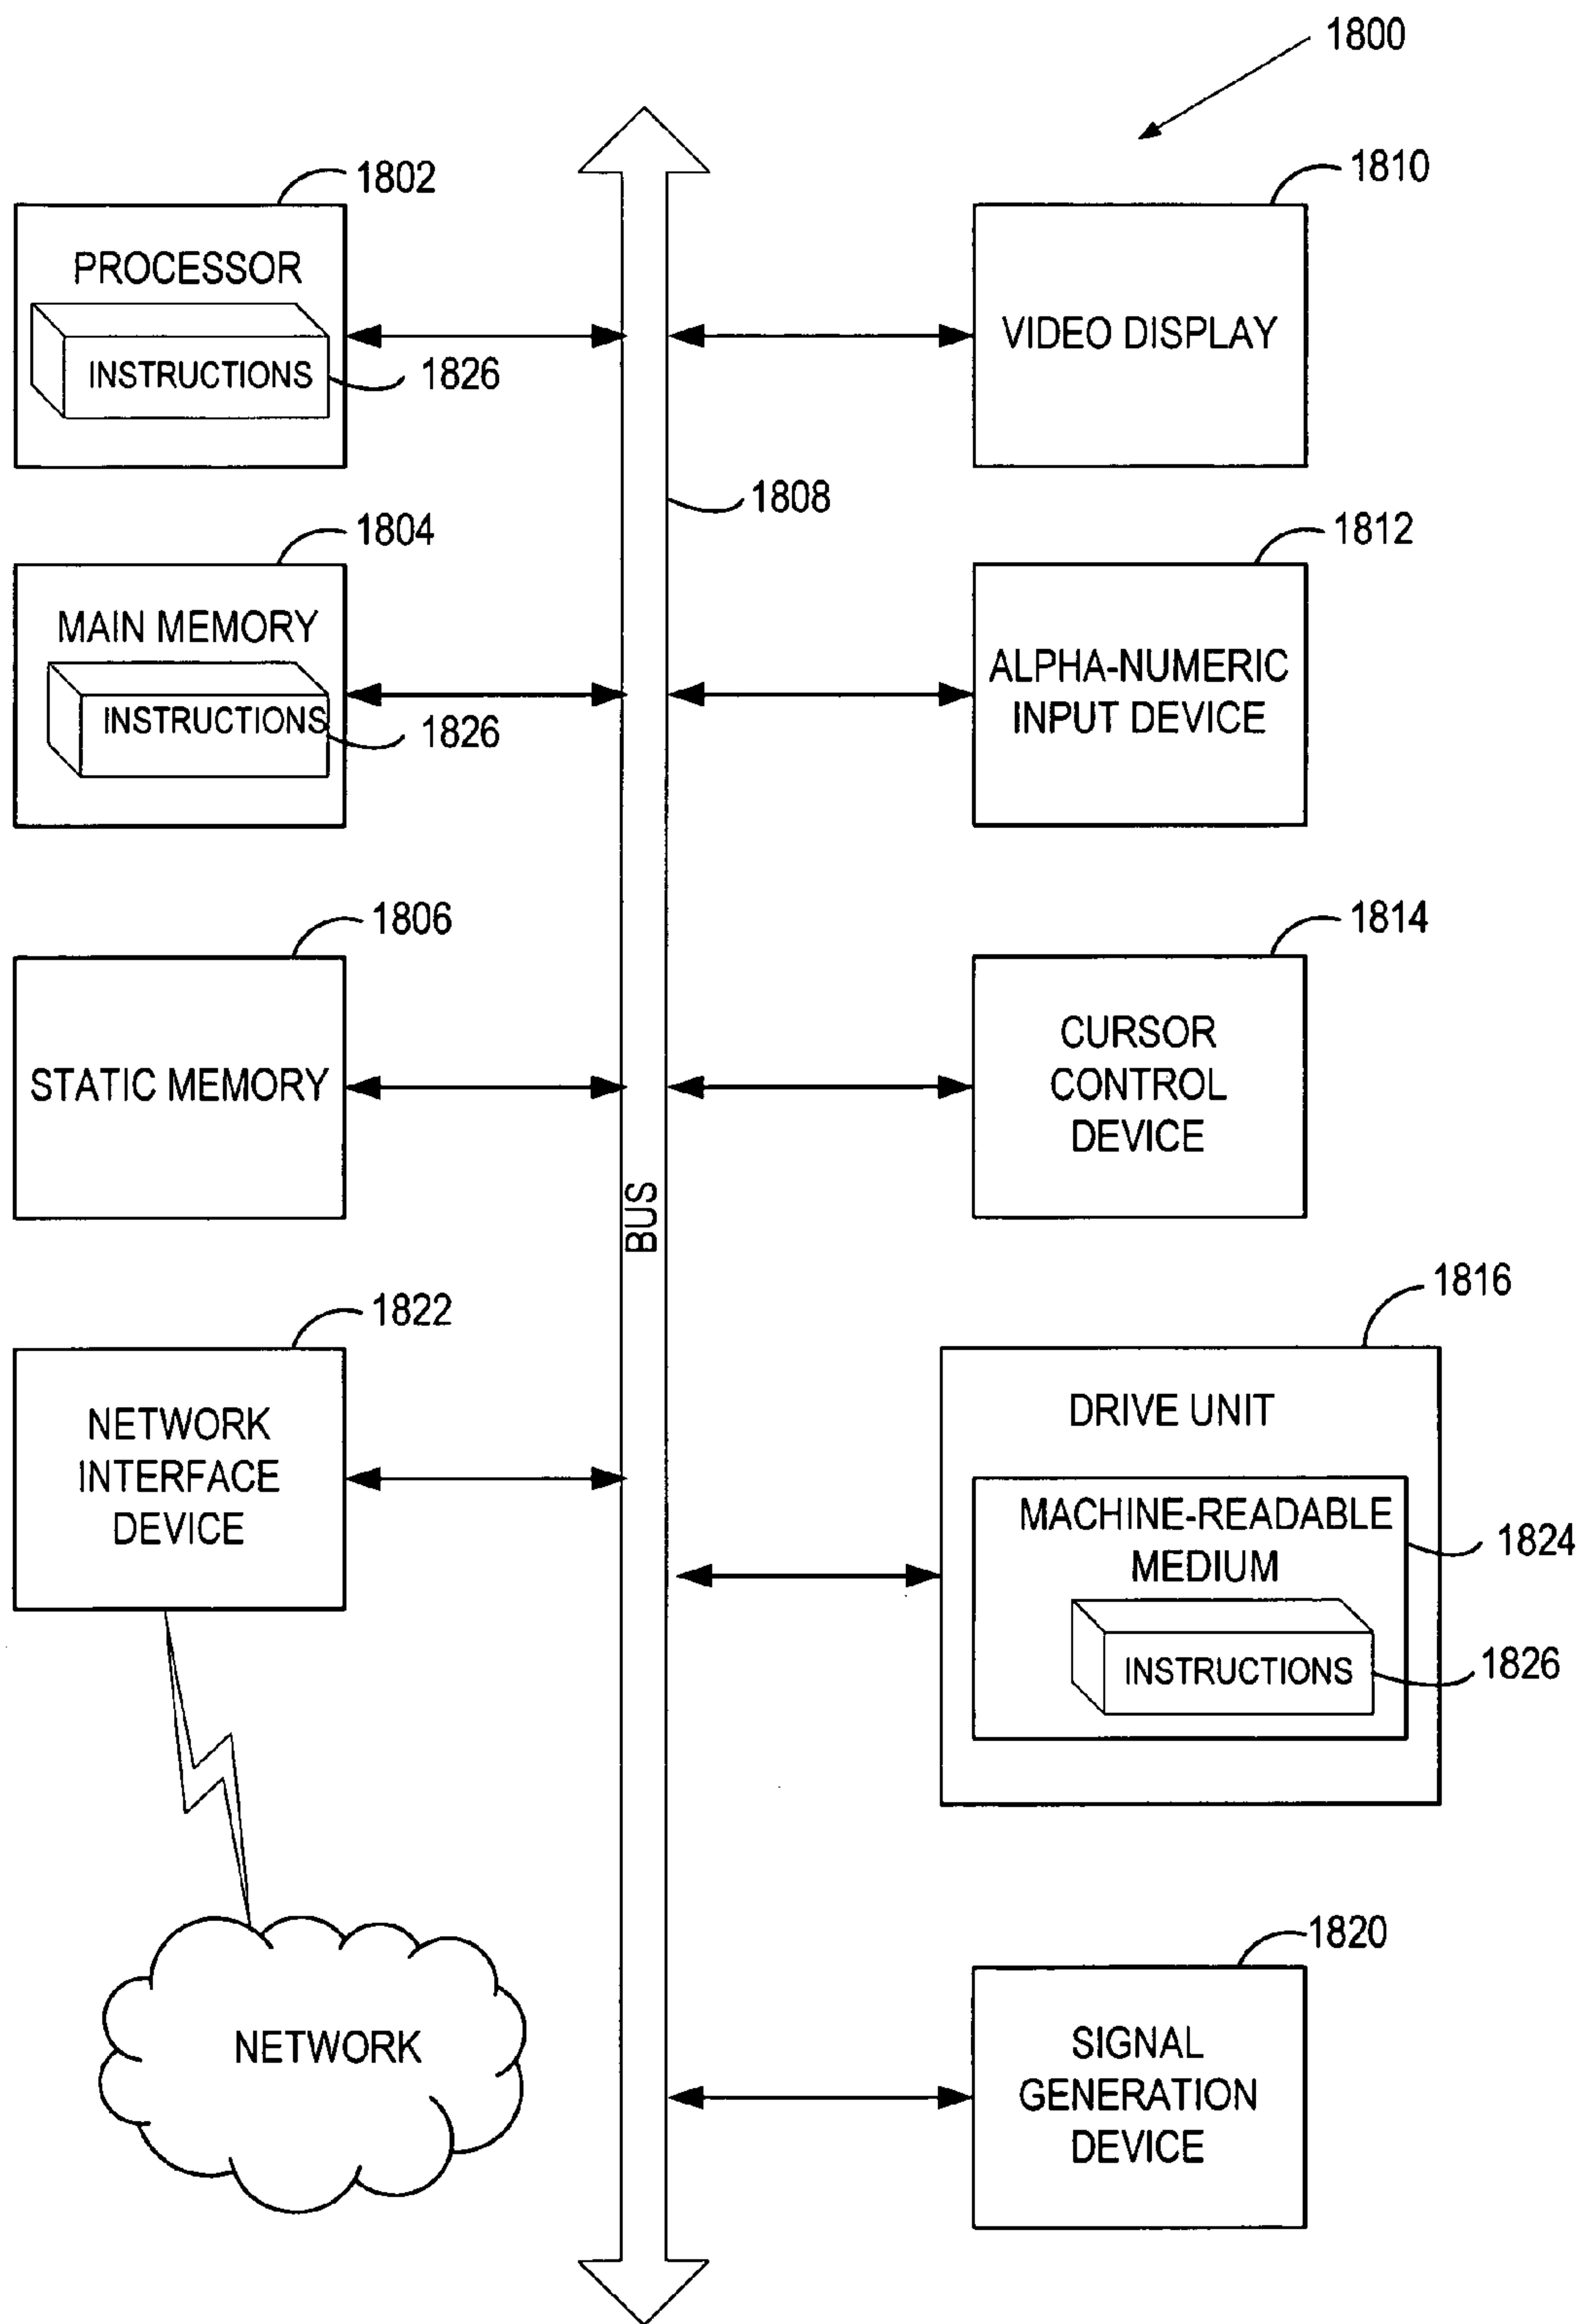 1800
1802
PROCESSOR
INSTRUCTIONS
1826
1804
MAIN MEMORY
INSTRUCTIONS
1826
1806
STATIC MEMORY
1822
NETWORK
INTERFACE
DEVICE
NETWORK
1808
BUS
1810
VIDEO DISPLAY
1812
ALPHA-NUMERIC
INPUT DEVICE
1814
CURSOR
CONTROL
DEVICE
1816
DRIVE UNIT
MACHINE-READABLE
MEDIUM
1824
INSTRUCTIONS
1826
1820
SIGNAL
GENERATION
DEVICE